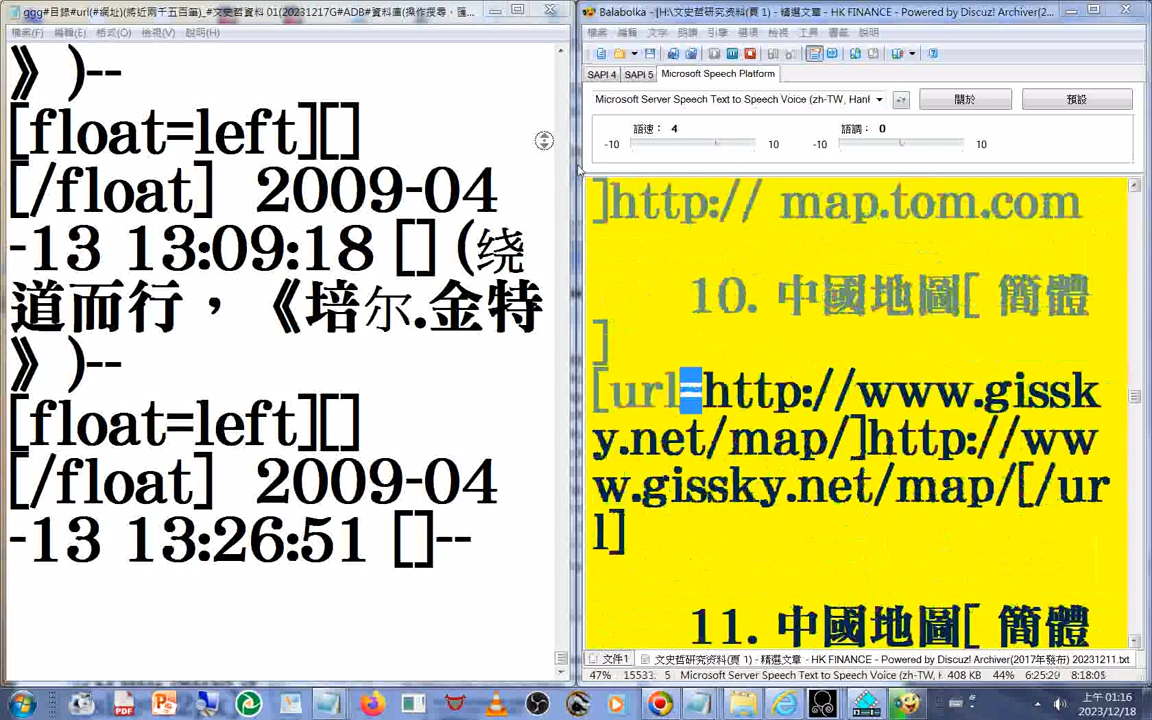 ggg#目錄#url(#網址)(將近兩千五百筆)_#文史哲資料 01(20231217G#ADB#資料庫(操作搜尋、匯...
檔案(F) 編輯(E) 格式(O) 檢視(V) 說明(H)
》)--
[float=left][]
[/float] 2009-04
-13 13:09:18 [] (绕
道而行，《培尔.金特
》)--
[float=left][]
[/float] 2009-04
-13 13:26:51 []--
Balabolka - [H:\文史哲研究資料(頁 1) - 精選文章 - HK FINANCE - Powered by Discuz! Archiver(2...
檔案 編輯 文字 朗讀 引擎 選項 檢視 工具 書籤 說明
SAPI 4 SAPI 5 Microsoft Speech Platform
Microsoft Server Speech Text to Speech Voice (zh-TW, Hanl
關於
預設
語速： 4 語調： 0
-10 10 -10 10
]http:// map.tom.com
10. 中國地圖[ 簡體
]
[url=http://www.gissk
y.net/map/]http://ww
w.gissky.net/map/[/ur
l]
11. 中國地圖[ 簡體
文件1 文史哲研究資料(頁 1) - 精選文章 - HK FINANCE - Powered by Discuz! Archiver(2017年發布) 20231211.txt
47% 15531. 5 Microsoft Server Speech Text to Speech Voice (zh-TW, 408 KB 44% 6:25:29 8:18:05
上午 01:16
2023/12/18